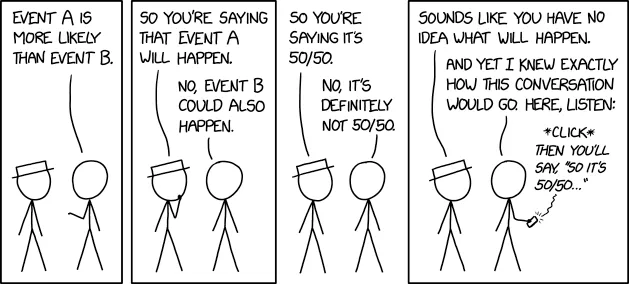 EVENT A IS
MORE LIKELY
THAN EVENT B.
SO YOU'RE SAYING
THAT EVENT A
WILL HAPPEN.
NO, EVENT B
COULD ALSO
HAPPEN.
SO YOU'RE
SAYING IT'S
50/50.
NO, IT'S
DEFINITELY
NOT 50/50.
SOUNDS LIKE YOU HAVE NO
IDEA WHAT WILL HAPPEN.
AND YET I KNEW EXACTLY
HOW THIS CONVERSATION
WOULD GO. HERE, LISTEN:
*CLICK*
THEN YOU'LL
SAY, "SO IT'S
50/50..."